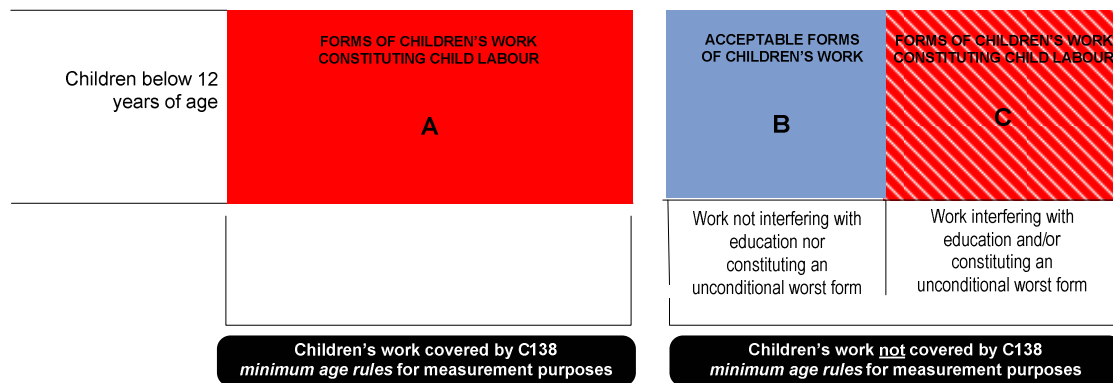 Children below 12
years of age
FORMS OF CHILDREN’S WORK
CONSTITUTING CHILD LABOUR
A
ACCEPTABLE FORMS
OF CHILDREN’S WORK
B
FORMS OF CHILDREN’S WORK
CONSTITUTING CHILD LABOUR
C
Work not interfering with
education nor
constituting an
unconditional worst form
Work interfering with
education and/or
constituting an
unconditional worst form
Children’s work covered by C138
minimum age rules for measurement purposes
Children’s work not covered by C138
minimum age rules for measurement purposes